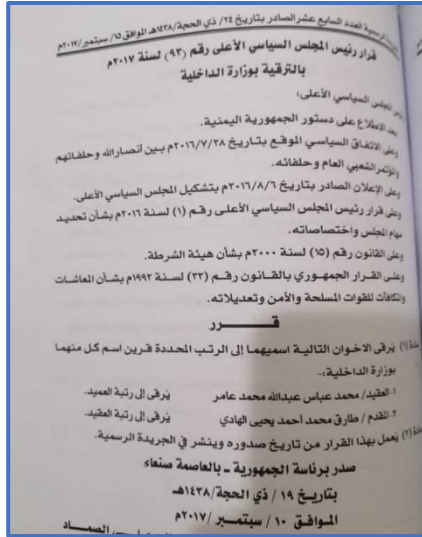 الرسمية العدد السابع عشر الصادر بتاريخ ٢٤/ ذي الحجة/١٤٣٨هـ الموافق ١٥/ سبتمبر/٢٠١٧م
قرار رئيس المجلس السياسي الأعلى رقم (٩٣) لسنة ٢٠١٧م
بالترقية بوزارة الداخلية
المجلس السياسي الأعلى:
بعد الاطلاع على دستور الجمهورية اليمنية.
وعلى الاتفاق السياسي الموقع بتاريخ ٢٠١٦/٧/٢٨م بين أنصارالله وحلفائهم
والمؤتمر الشعبي العام وحلفائه.
وعلى الإعلان الصادر بتاريخ ٢٠١٦/٨/٦م بتشكيل المجلس السياسي الأعلى.
وعلى قرار رئيس المجلس السياسي الأعلى رقم (١) لسنة ٢٠١٦م بشأن تحديد
مهام المجلس واختصاصاته.
وعلى القانون رقم (١٥) لسنة ٢٠٠٠م بشأن هيئة الشرطة.
وعلى القرار الجمهوري بالقانون رقم (٣٣) لسنة ١٩٩٢م بشأن المعاشات
والمكافآت للقوات المسلحة والأمن وتعديلاته.
قـــــرر
مادة (١) يُرقى الاخوان التالية اسميهما إلى الرتب المحددة قرين اسم كل منهما
بوزارة الداخلية:-
١. العقيد/ محمد عباس عبدالله محمد عامر يُرقى إلى رتبة العميد.
٢. المقدم / طارق محمد أحمد يحيى الهادي يُرقى إلى رتبة العقيد.
مادة (٢) يُعمل بهذا القرار من تاريخ صدوره وينشر في الجريدة الرسمية.
صدر برئاسة الجمهورية ـ بالعاصمة صنعاء
بتاريخ ١٩ / ذي الحجة/١٤٣٨هـ
الموافق ١٠ / سبتمبر /٢٠١٧م
الصماد